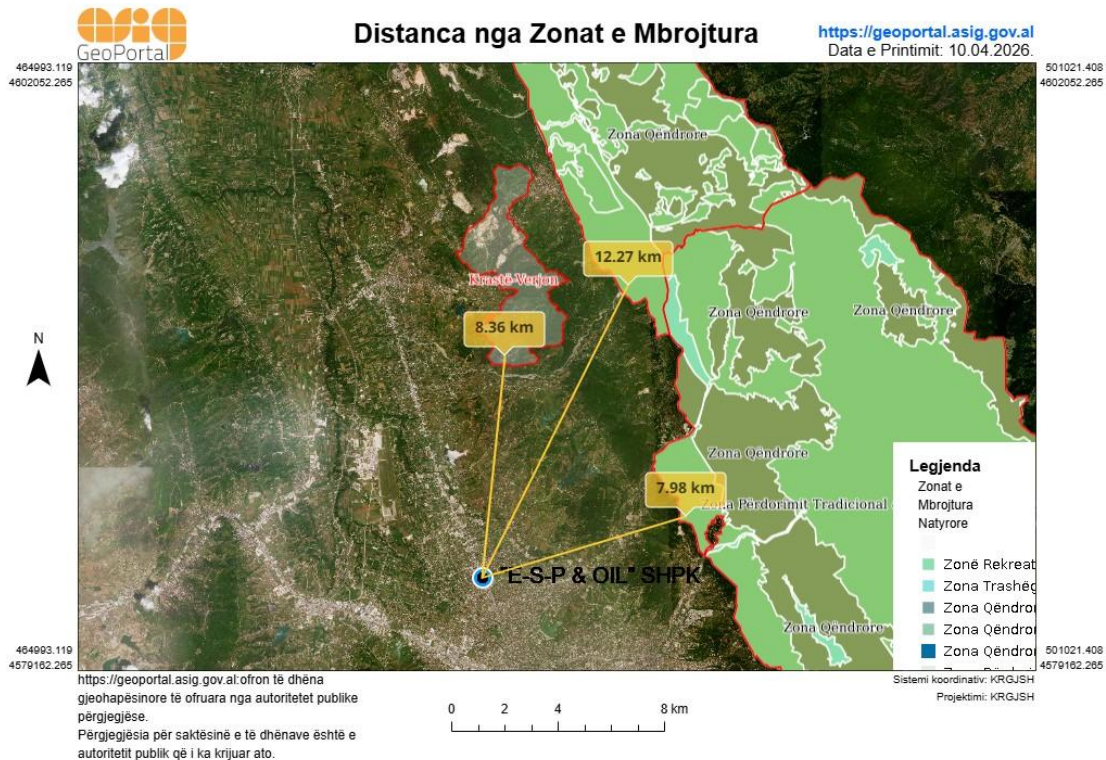 asig
GeoPortal
Distanca nga Zonat e Mbrojtura
https://geoportal.asig.gov.al
Data e Printimit: 10.04.2026.
464993.119
4602052.265
501021.408
4602052.265
Zona Qëndrore
12.27 km
Krastë-Verjon
8.36 km
Zona Qëndrore
Zona Qëndrore
N
Zona Qëndrore
7.98 km
Zona Përdorimit Tradicional
"E-S-P & OIL" SHPK
Zona Qëndrore
Legjenda
Zonat e
Mbrojtura
Natyrore
Zonë Rekreat
Zona Trashëg
Zona Qëndror
Zona Qëndror
Zona Qëndror
464993.119
4579162.265
501021.408
4579162.265
Sistemi koordinativ: KRGJSH
Projektimi: KRGJSH
https://geoportal.asig.gov.al:ofron të dhëna
gjeohapësinore të ofruara nga autoritetet publike
përgjegjëse.
Përgjegjësia për saktësinë e të dhënave është e
autoritetit publik që i ka krijuar ato.
0 2 4 8 km